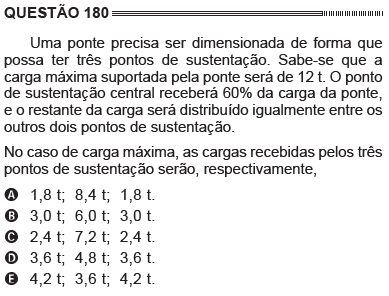 QUESTÃO 180
Uma ponte precisa ser dimensionada de forma que
possa ter três pontos de sustentação. Sabe-se que a
carga máxima suportada pela ponte será de 12 t. O ponto
de sustentação central receberá 60% da carga da ponte,
e o restante da carga será distribuído igualmente entre os
outros dois pontos de sustentação.
No caso de carga máxima, as cargas recebidas pelos três
pontos de sustentação serão, respectivamente,
A 1,8 t; 8,4 t; 1,8 t.
B 3,0 t; 6,0 t; 3,0 t.
C 2,4 t; 7,2 t; 2,4 t.
D 3,6 t; 4,8 t; 3,6 t.
E 4,2 t; 3,6 t; 4,2 t.